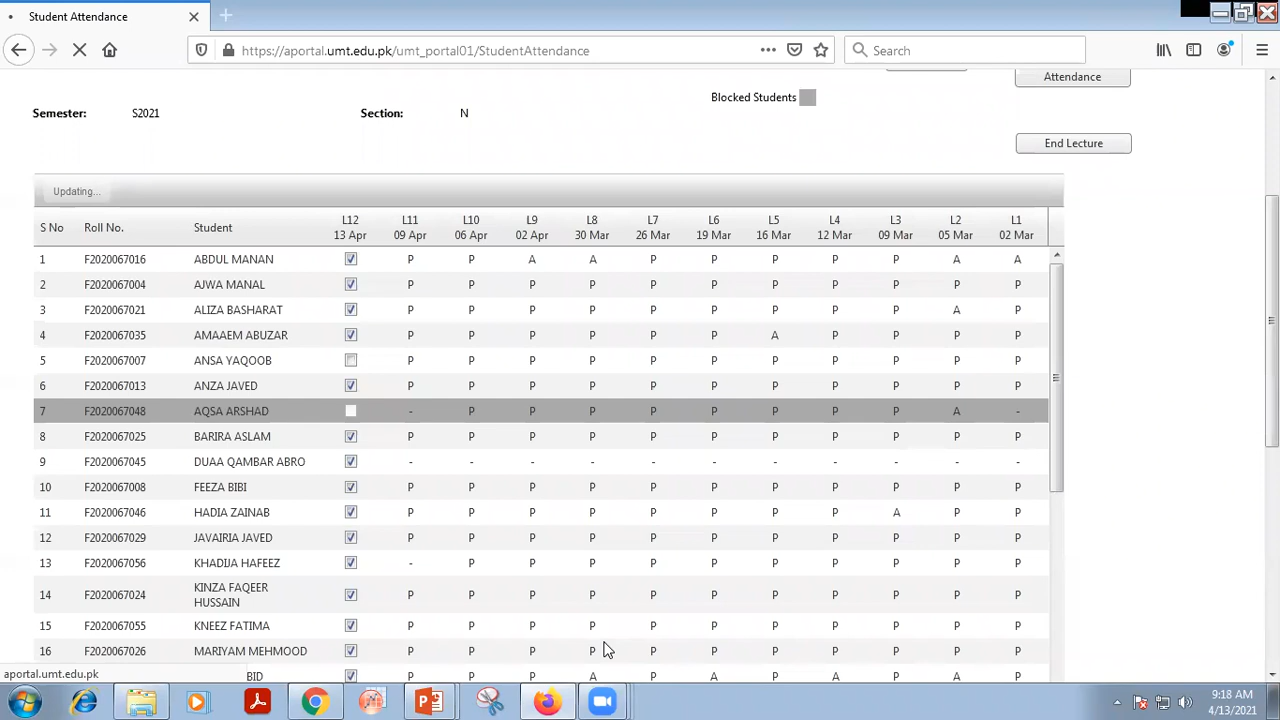 Student Attendance
https://aportal.umt.edu.pk/umt_portal01/StudentAttendance
Search
Attendance
Blocked Students
Semester: S2021 Section: N
End Lecture
Updating...
S No Roll No. Student L12 13 Apr L11 09 Apr L10 06 Apr L9 02 Apr L8 30 Mar L7 26 Mar L6 19 Mar L5 16 Mar L4 12 Mar L3 09 Mar L2 05 Mar L1 02 Mar
1 F2020067016 ABDUL MANAN P P A A P P P P P A A
2 F2020067004 AJWA MANAL P P P P P P P P P P P
3 F2020067021 ALIZA BASHARAT P P P P P P P P P A P
4 F2020067035 AMAAEM ABUZAR P P P P P P A P P P P
5 F2020067007 ANSA YAQOOB P P P P P P P P P P P
6 F2020067013 ANZA JAVED P P P P P P P P P P P
7 F2020067048 AQSA ARSHAD - P P P P P P P P A -
8 F2020067025 BARIRA ASLAM P P P P P P P P P P P
9 F2020067045 DUAA QAMBAR ABRO - - - - - - - - - - -
10 F2020067008 FEEZA BIBI P P P P P P P P P P P
11 F2020067046 HADIA ZAINAB P P P P P P P P A P P
12 F2020067029 JAVAIRIA JAVED P P P P P P P P P P P
13 F2020067056 KHADIJA HAFEEZ - P P P P P P P P P P
14 F2020067024 KINZA FAQEER HUSSAIN P P P P P P P P P P P
15 F2020067055 KNEEZ FATIMA P P P P P P P P P P P
16 F2020067026 MARIYAM MEHMOOD P P P P P P P P P P P
BID P P P A P A P A P A P
aportal.umt.edu.pk
9:18 AM
4/13/2021